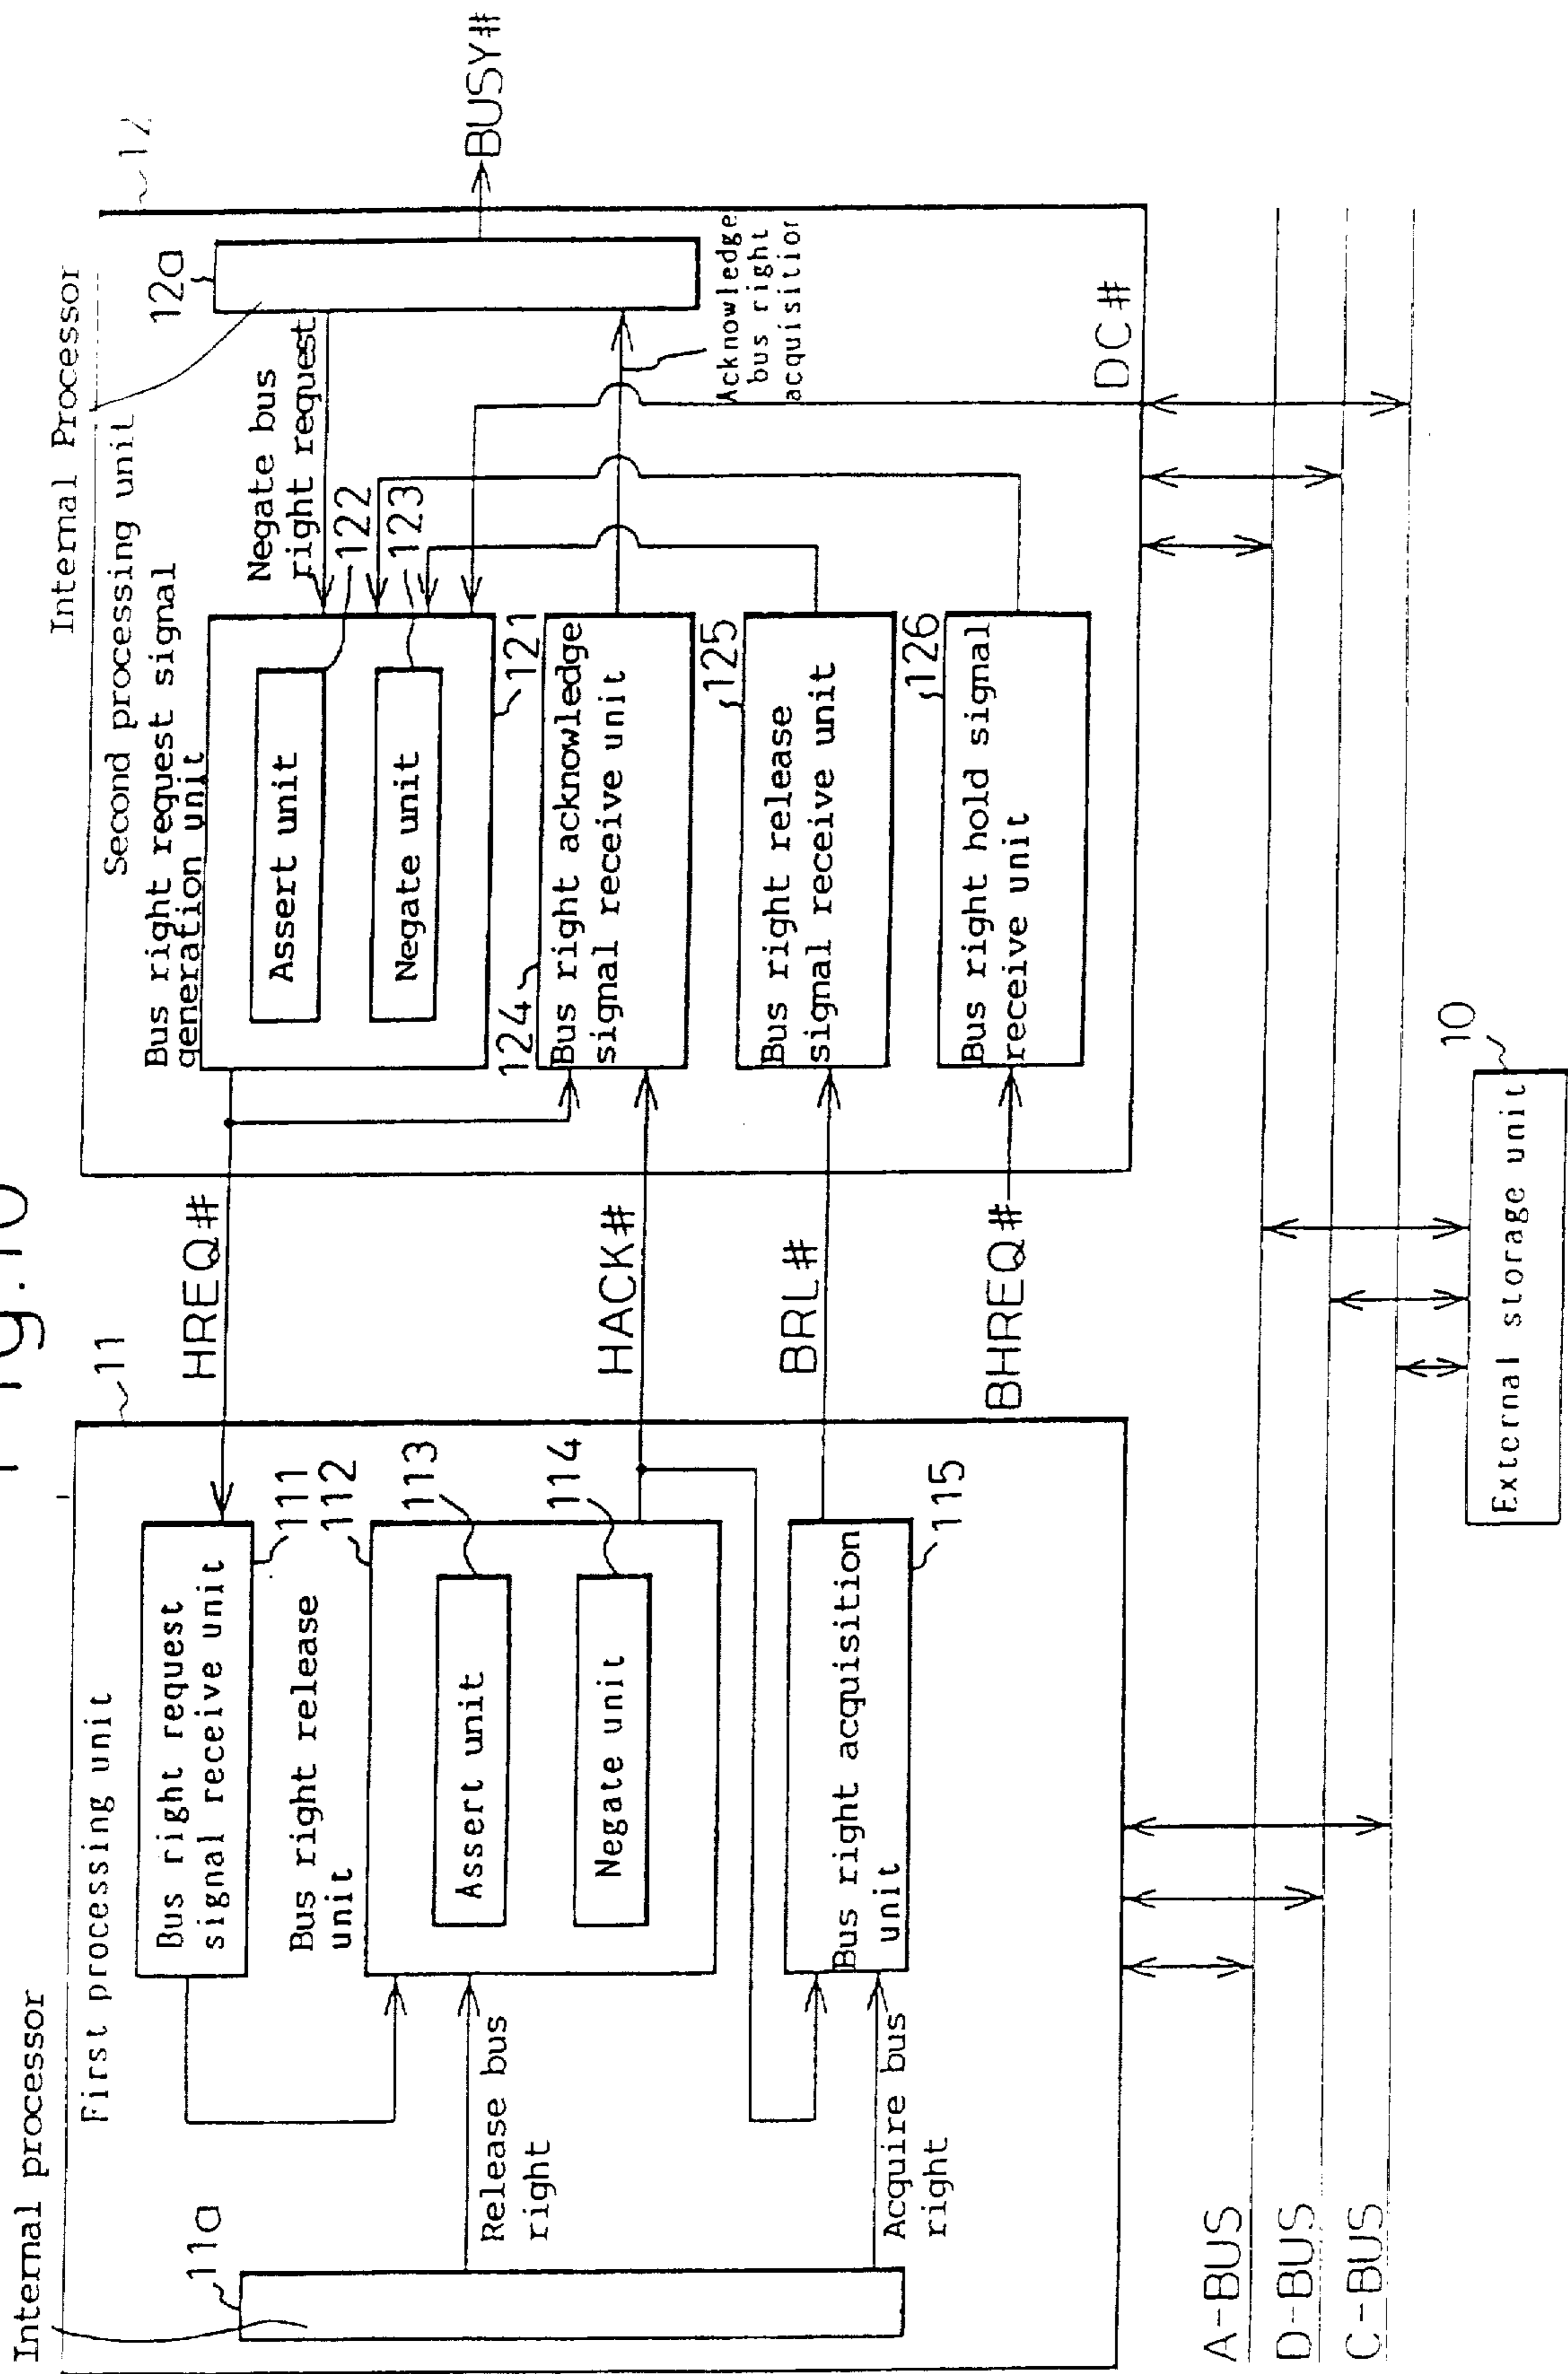 Fig.10
Internal processor
First processing unit
11
11a
Bus right request
signal receive unit
111
Bus right release
unit
112
Assert unit
113
Negate unit
114
Release bus
right
Acquire bus
right
Bus right acquisition
unit
115
HREQ#
HACK#
BRL#
BHREQ#
Internal Processor
Second processing unit
12
12a
Bus right request signal
generation unit
Assert unit
Negate unit
121
122
123
Negate bus
right request
124
Bus right acknowledge
signal receive unit
125
Bus right release
signal receive unit
126
Bus right hold signal
receive unit
Acknowledge
bus right
acquisition
BUSY#
DC#
A-BUS
D-BUS
C-BUS
External storage unit
10